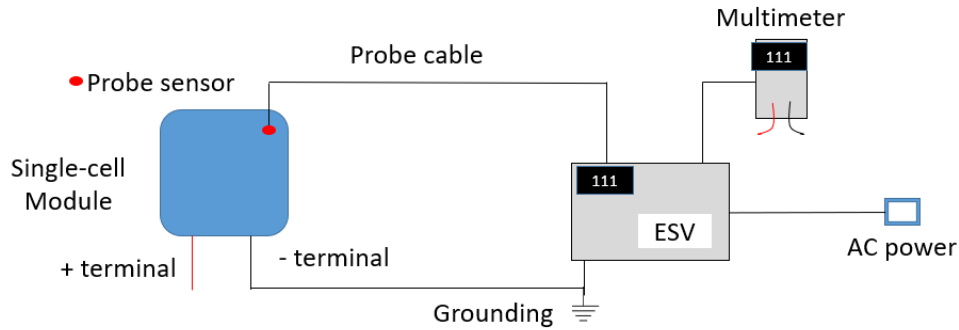 Multimeter
111
Probe cable
Probe sensor
Single-cell
Module
111
ESV
AC power
+ terminal
- terminal
Grounding